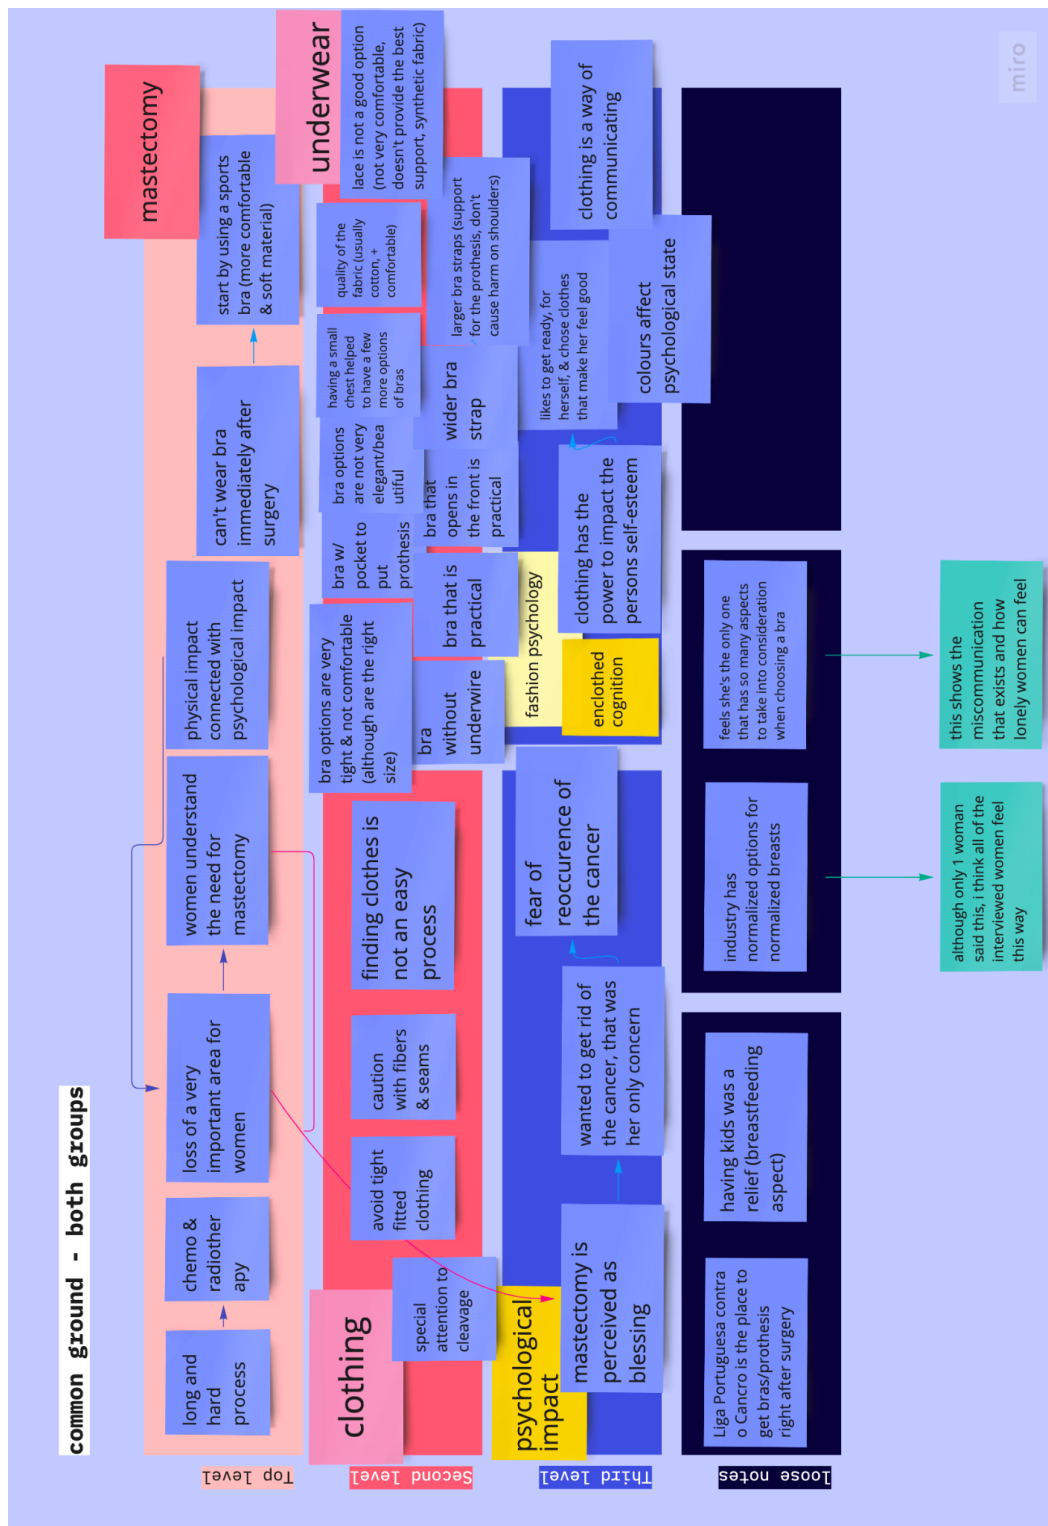 common ground - both groups
miro
Top level
mastectomy
long and
hard
process
chemo &
radiother
apy
loss of a very
important area for
women
women understand
the need for
mastectomy
physical impact
connected with
psychological impact
can't wear bra
immediately after
surgery
start by using a sports
bra (more comfortable
& soft material)
Second level
clothing
special
attention to
cleavage
avoid tight
fitted
clothing
caution
with fibers
& seams
finding clothes is
not an easy
process
underwear
bra options are very
tight & not comfortable
(although are the right
size)
bra w/
pocket to
put
prothesis
bra options
are not very
elegant/bea
utiful
having a small
chest helped
to have a few
more options
of bras
quality of the
fabric (usually
cotton, +
comfortable)
lace is not a good option
(not very comfortable,
doesn't provide the best
support, synthetic fabric)
bra
without
underwire
bra that is
practical
bra that
opens in
the front is
practical
wider bra
strap
larger bra straps (support
for the prothesis, don't
cause harm on shoulders)
Third level
psychological
impact
mastectomy is
perceived as
blessing
wanted to get rid of
the cancer, that was
her only concern
fear of
reoccurence of
the cancer
fashion psychology
enclothed
cognition
clothing has the
power to impact the
persons self-esteem
likes to get ready, for
herself, & chose clothes
that make her feel good
colours affect
psychological state
clothing is a way of
communicating
loose notes
Liga Portuguesa contra
o Cancro is the place to
get bras/prothesis
right after surgery
having kids was a
relief (breastfeeding
aspect)
industry has
normalized options for
normalized breasts
feels she's the only one
that has so many aspects
to take into consideration
when choosing a bra
although only 1 woman
said this, i think all of the
interviewed women feel
this way
this shows the
miscommunication
that exists and how
lonely women can feel